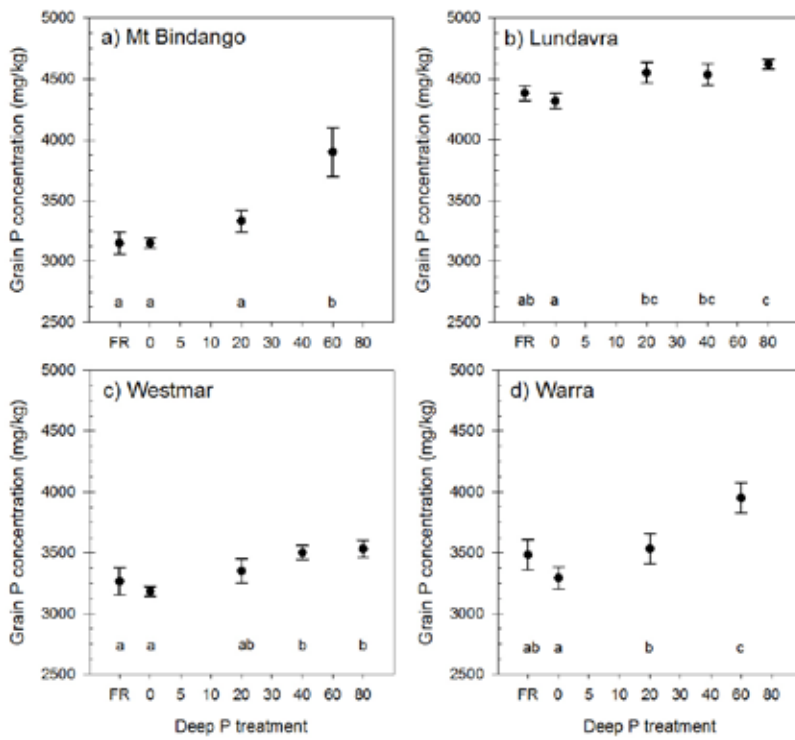 a) Mt Bindango
Grain P concentration (mg/kg)
5000
4500
4000
3500
3000
2500
a a a b
FR 0 5 10 20 30 40 60 80
b) Lundavra
Grain P concentration (mg/kg)
5000
4500
4000
3500
3000
2500
ab a bc bc c
FR 0 5 10 20 30 40 60 80
c) Westmar
Grain P concentration (mg/kg)
5000
4500
4000
3500
3000
2500
a a ab b b
FR 0 5 10 20 30 40 60 80
Deep P treatment
d) Warra
Grain P concentration (mg/kg)
5000
4500
4000
3500
3000
2500
ab a b c
FR 0 5 10 20 30 40 60 80
Deep P treatment